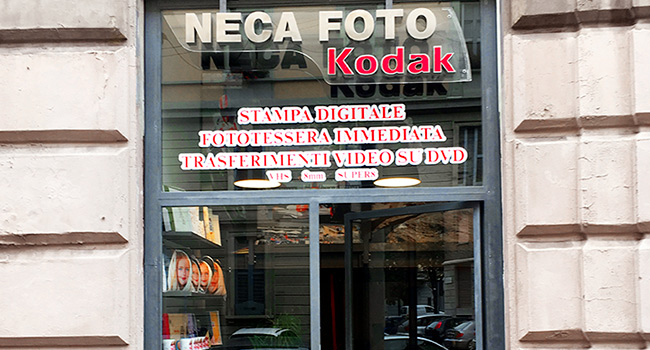 NECA FOTO
Kodak
STAMPA DIGITALE
FOTOTESSERA IMMEDIATA
TRASFERIMENTI VIDEO SU DVD
VHS 8mm SUPER8